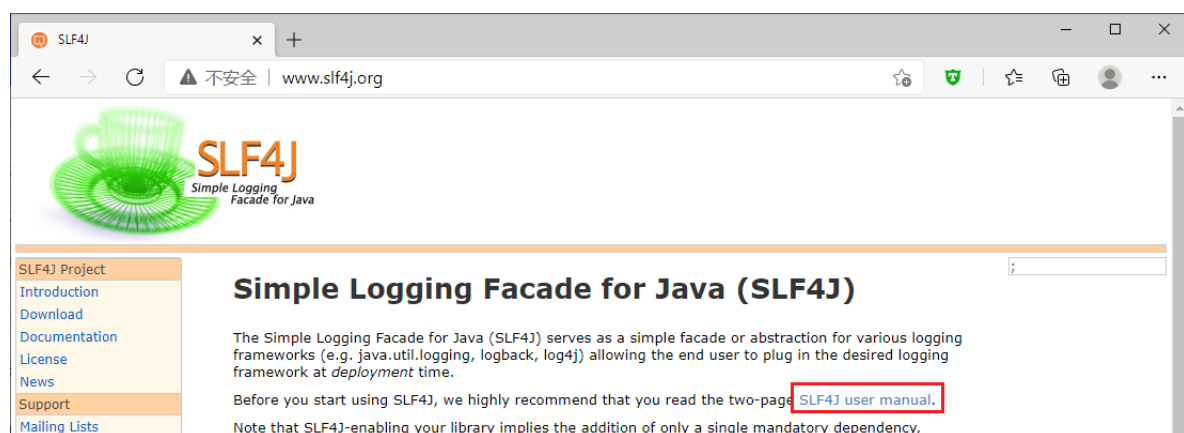 SLF4J
不安全 | www.slf4j.org
SLF4J
Simple Logging
Facade for Java
SLF4J Project
Introduction
Download
Documentation
License
News
Support
Mailing Lists
;
Simple Logging Facade for Java (SLF4J)
The Simple Logging Facade for Java (SLF4J) serves as a simple facade or abstraction for various logging
frameworks (e.g. java.util.logging, logback, log4j) allowing the end user to plug in the desired logging
framework at deployment time.
Before you start using SLF4J, we highly recommend that you read the two-page SLF4J user manual.
Note that SLF4J-enabling your library implies the addition of only a single mandatory dependency,